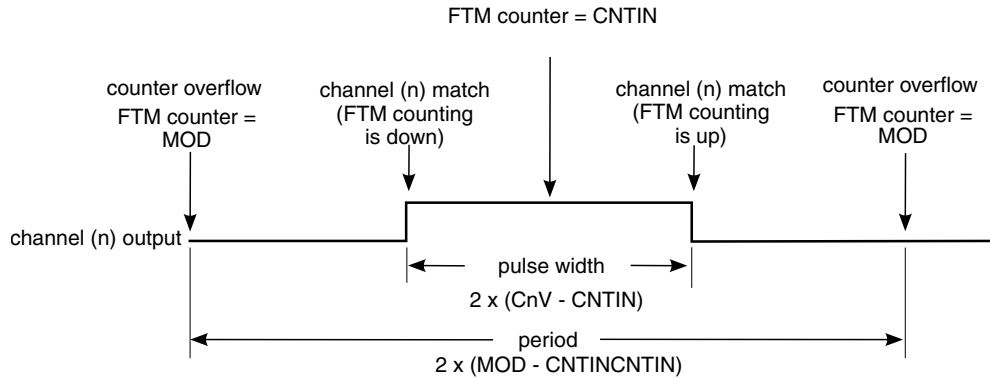 FTM counter = CNTIN
counter overflow
FTM counter =
MOD
channel (n) match
(FTM counting
is down)
channel (n) match
(FTM counting
is up)
counter overflow
FTM counter =
MOD
channel (n) output
pulse width
2 x (CnV - CNTIN)
period
2 x (MOD - CNTINCNTIN)